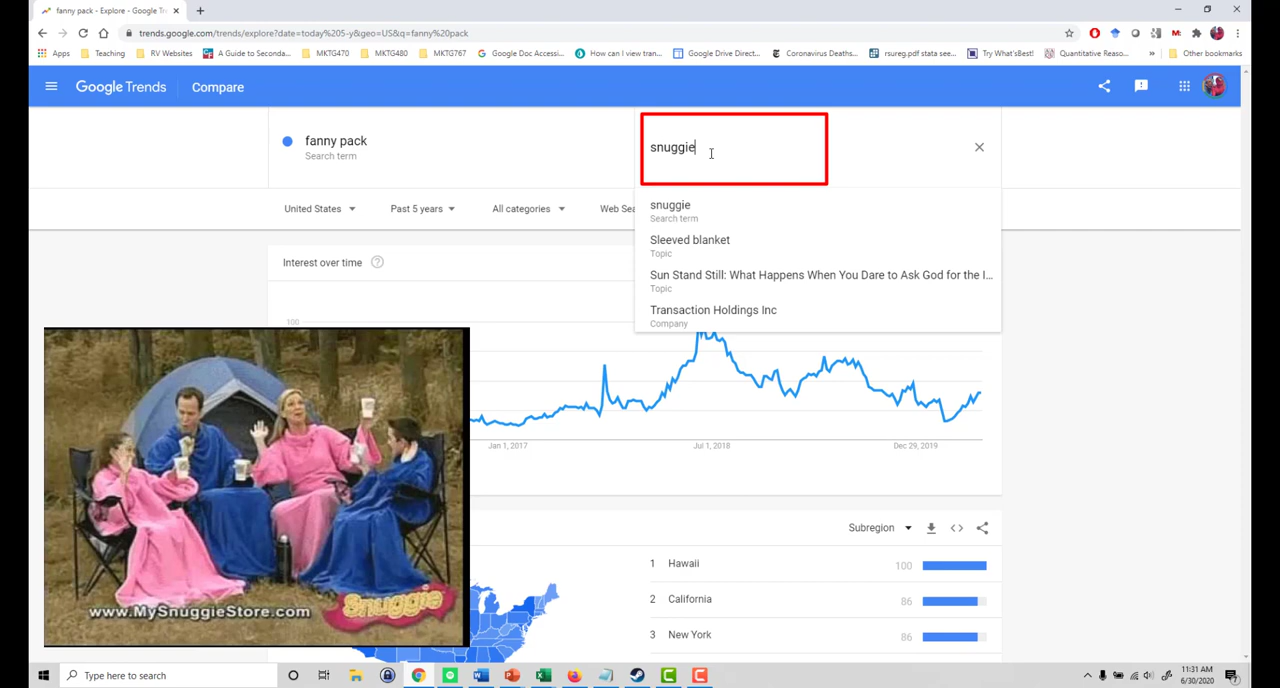 fanny pack - Explore - Google Tr
trends.google.com/trends/explore?date=today%205-y&geo=US&q=fanny%20pack
Apps Teaching RV Websites A Guide to Seconda... MKTG470 MKTG480 MKTG767 Google Doc Accessi... How can I view tran... Google Drive Direct... Coronavirus Deaths... rsureg.pdf stata see... Try What'sBest! Quantitative Reaso... » Other bookmarks
Google Trends Compare
fanny pack
Search term
snuggie
United States Past 5 years All categories Web Sea
snuggie
Search term
Sleeved blanket
Topic
Sun Stand Still: What Happens When You Dare to Ask God for the I...
Topic
Transaction Holdings Inc
Company
Interest over time
100
Jan 1, 2017 Jul 1, 2018 Dec 29, 2019
www.MySnuggieStore.com
Snuggie
Subregion
1 Hawaii 100
2 California 86
3 New York 86
Type here to search
11:31 AM
6/30/2020